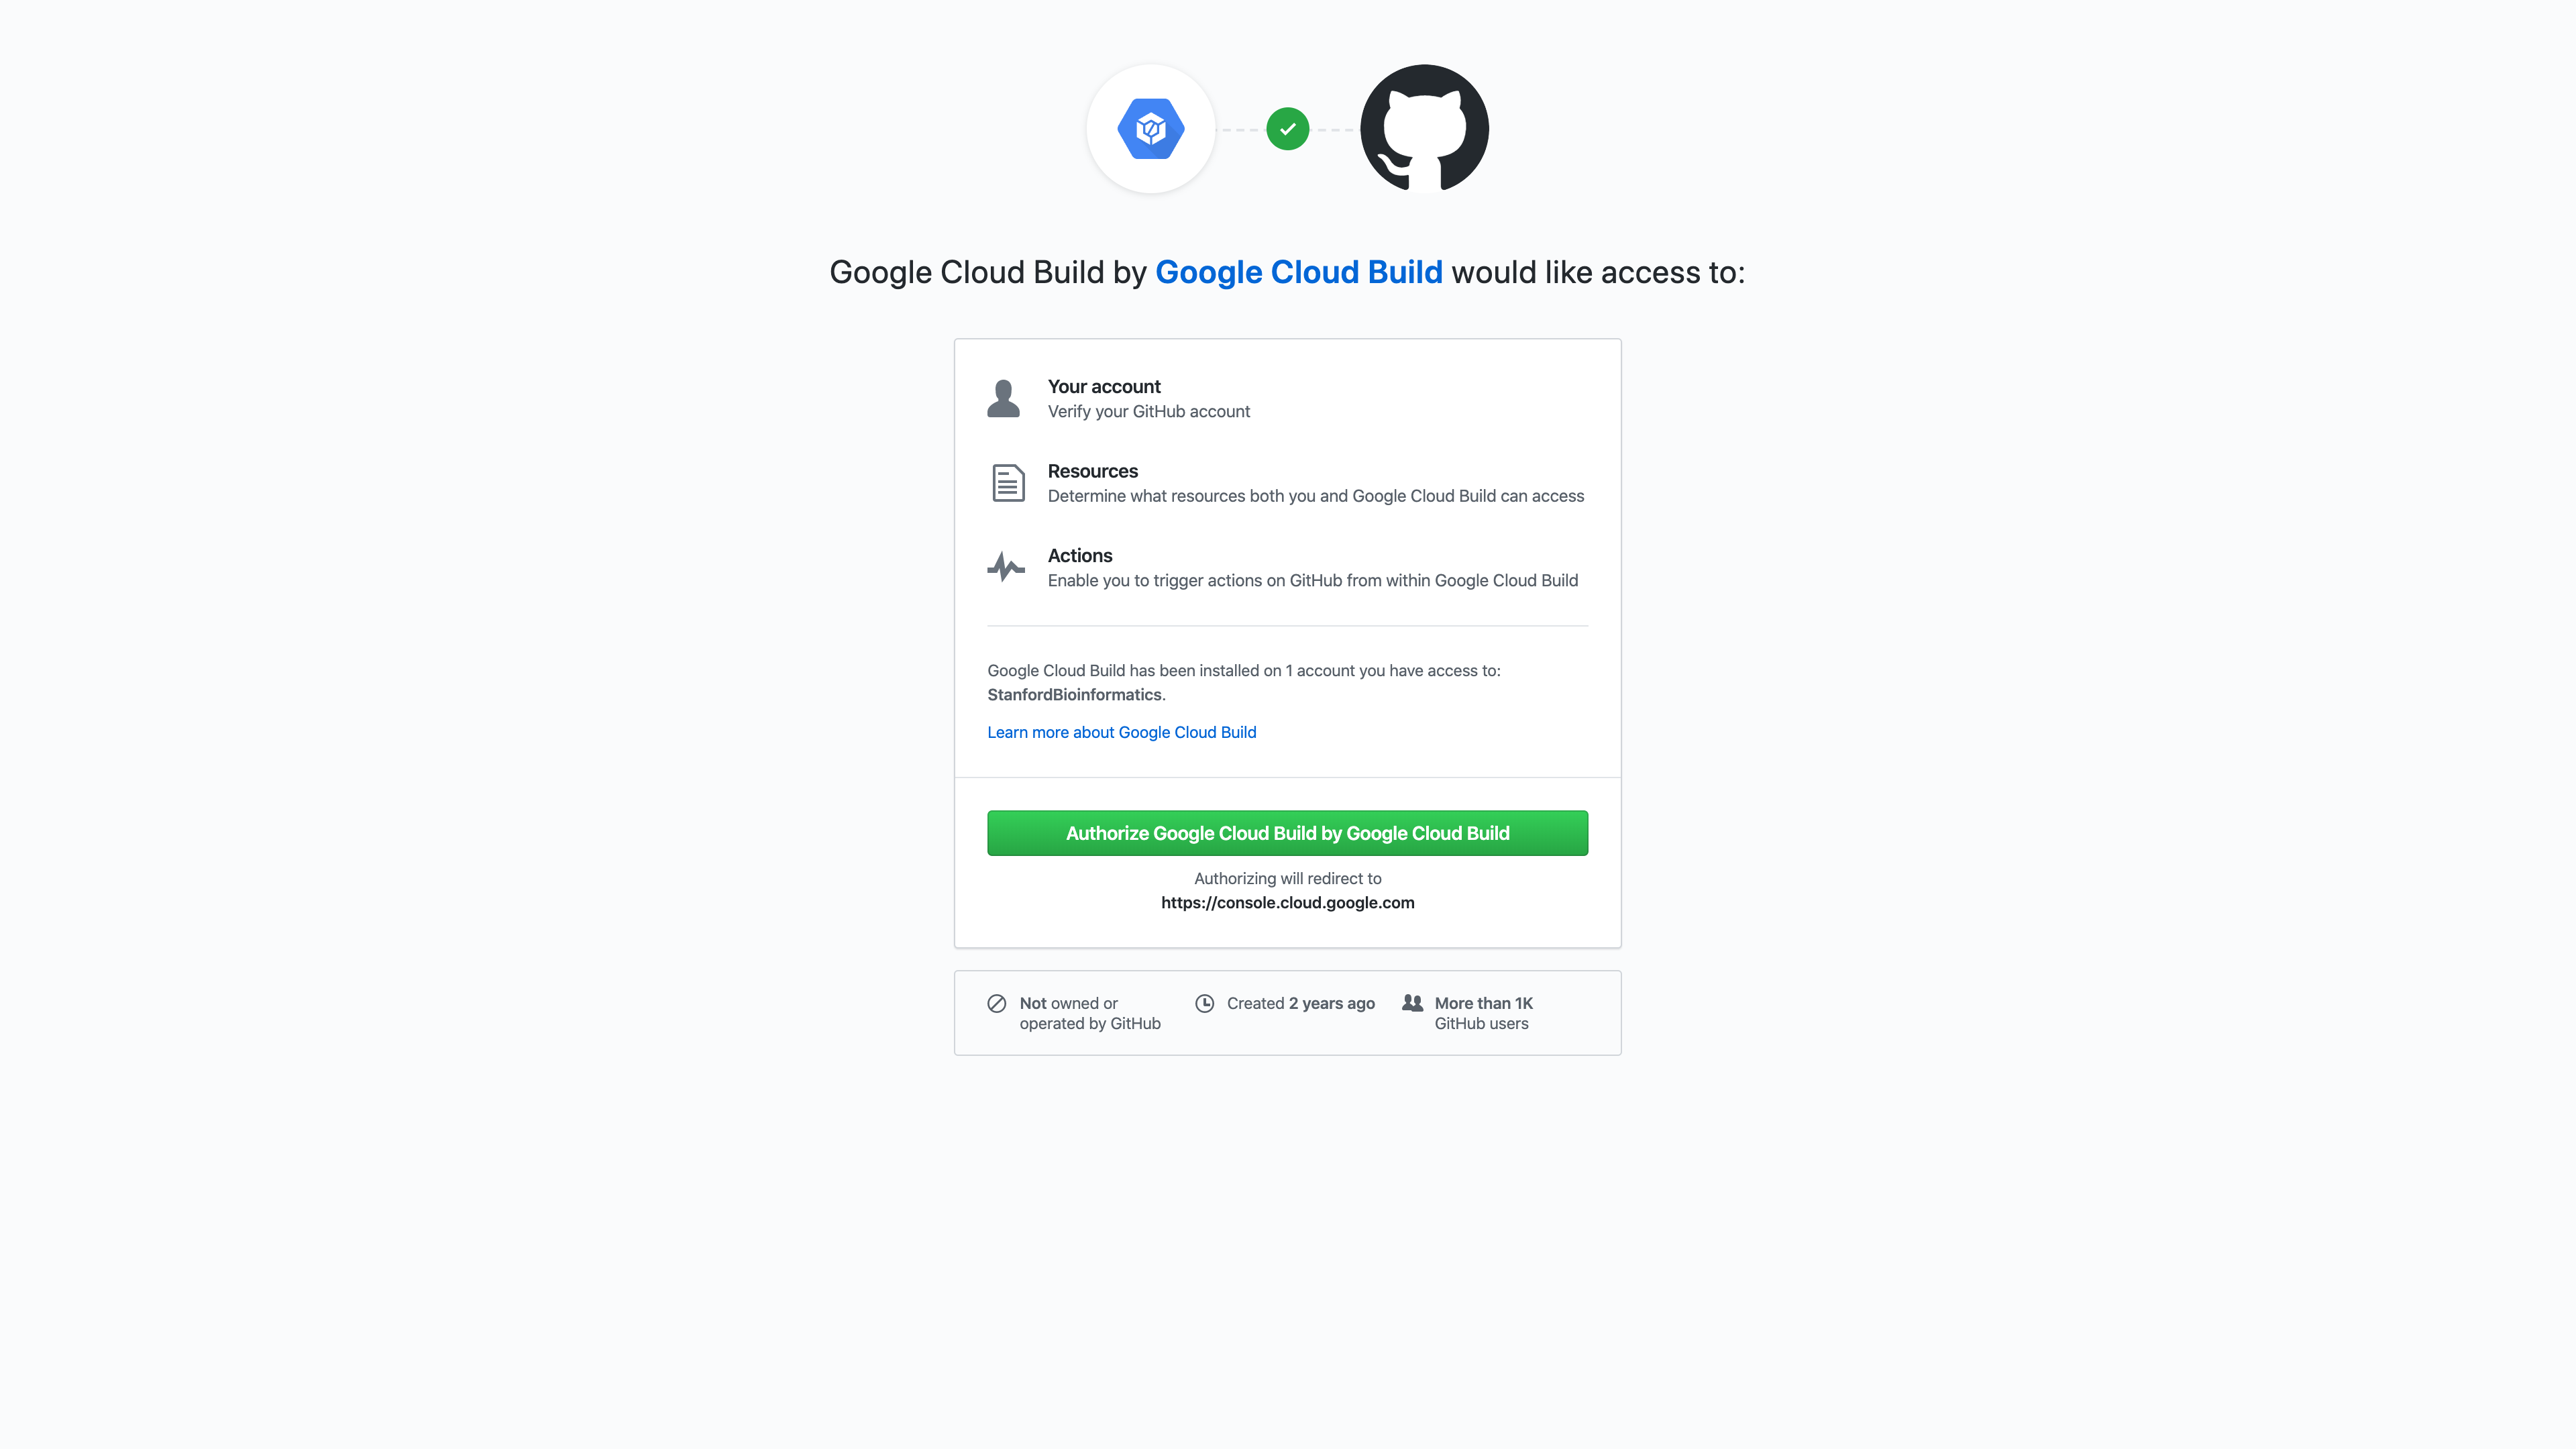 Google Cloud Build by Google Cloud Build would like access to:
Your account
Verify your GitHub account
Resources
Determine what resources both you and Google Cloud Build can access
Actions
Enable you to trigger actions on GitHub from within Google Cloud Build
Google Cloud Build has been installed on 1 account you have access to:
StanfordBioinformatics.
Learn more about Google Cloud Build
Authorize Google Cloud Build by Google Cloud Build
Authorizing will redirect to
https://console.cloud.google.com
Not owned or
operated by GitHub
Created 2 years ago
More than 1K
GitHub users